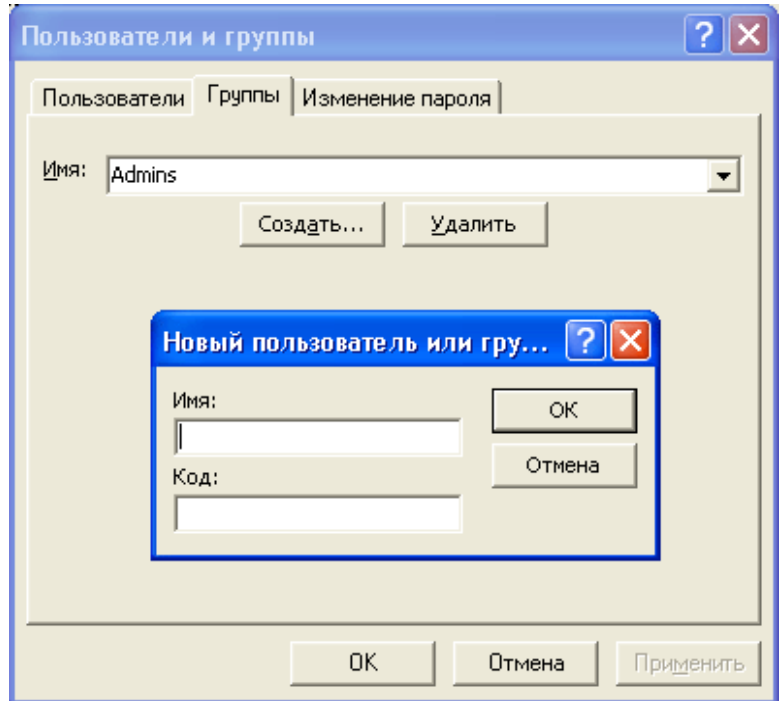 Пользователи и группы
Пользователи Группы Изменение пароля
Имя: Admins
Создать... Удалить
Новый пользователь или гру...
Имя:
OK
Отмена
Код:
OK Отмена Применить